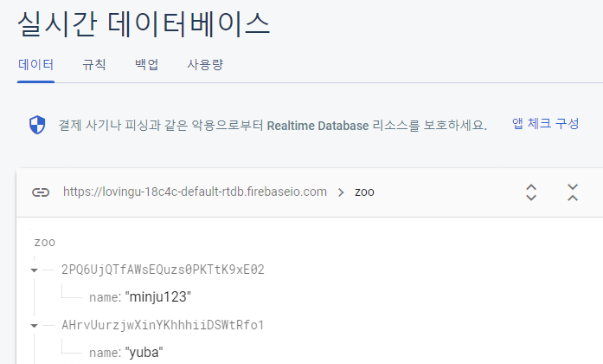 실시간 데이터베이스
데이터 규칙 백업 사용량
결제 사기나 피싱과 같은 악용으로부터 Realtime Database 리소스를 보호하세요. 앱 체크 구성
https://lovingu-18c4c-default-rtdb.firebaseio.com > zoo
zoo
2PQ6UjQTfAWsEQuzs0PKTtK9xE02
name: "minju123"
AHrvUurzjwXinYKhhhiiDSWtRfo1
name: "yuba"